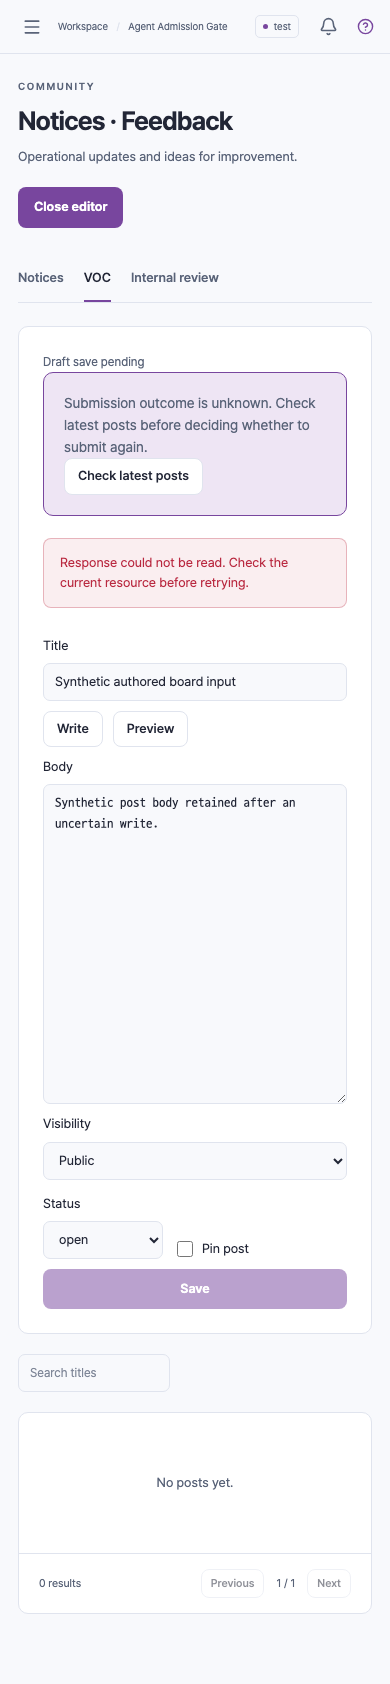 Workspace / Agent Admission Gate
test
COMMUNITY
Notices · Feedback
Operational updates and ideas for improvement.
Close editor
Notices VOC Internal review
Draft save pending
Submission outcome is unknown. Check
latest posts before deciding whether to
submit again.
Check latest posts
Response could not be read. Check the
current resource before retrying.
Title
Synthetic authored board input
Write Preview
Body
Synthetic post body retained after an
uncertain write.
Visibility
Public
Status
open
Pin post
Save
Search titles
No posts yet.
0 results Previous 1 / 1 Next